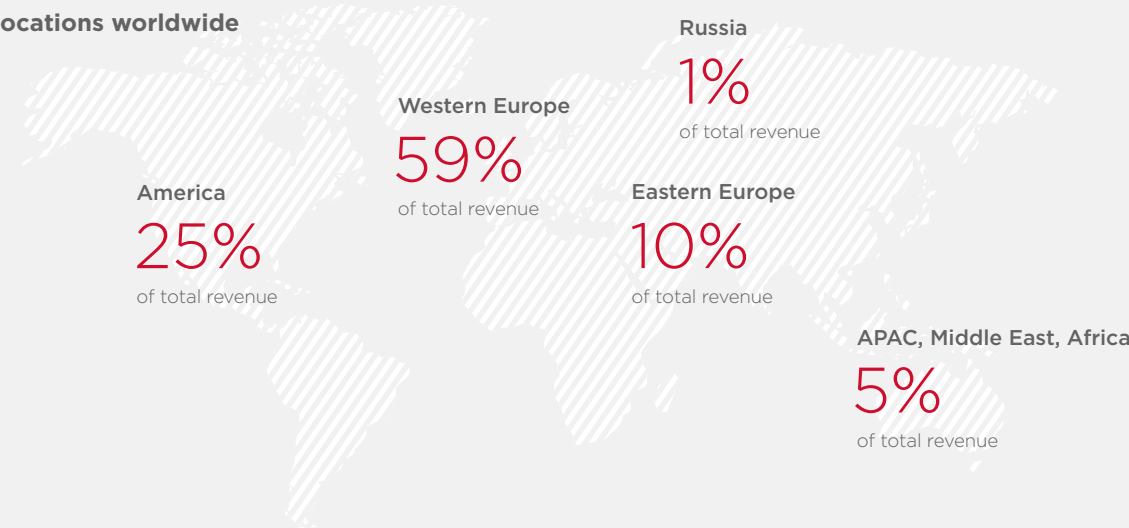 ocations worldwide
Russia
1%
of total revenue
Western Europe
59%
of total revenue
America
25%
of total revenue
Eastern Europe
10%
of total revenue
APAC, Middle East, Africa
5%
of total revenue